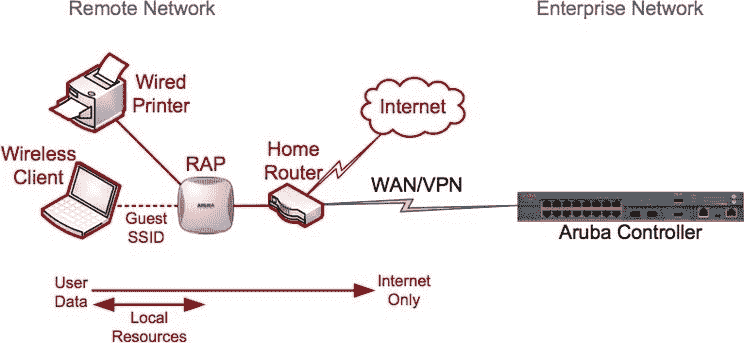 Remote Network
Enterprise Network
Wired
Printer
Internet
Wireless
Client
RAP
Home
Router
WAN/VPN
Guest
SSID
Aruba Controller
User
Data
Internet
Only
Local
Resources